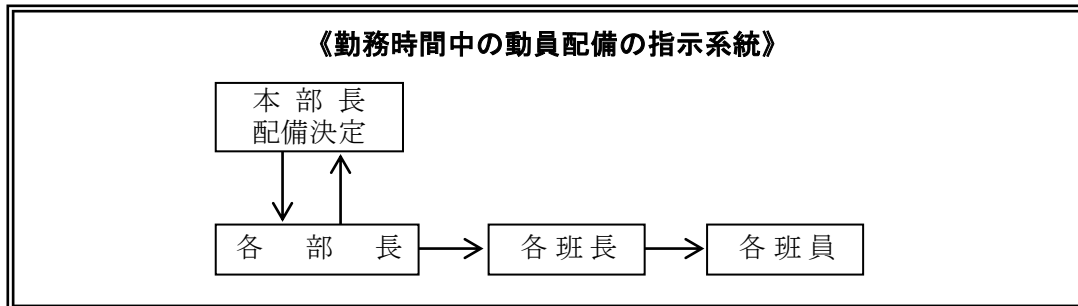 《勤務時間中の動員配備の指示系統》
本部長
配備決定
各部長
各班長
各班員